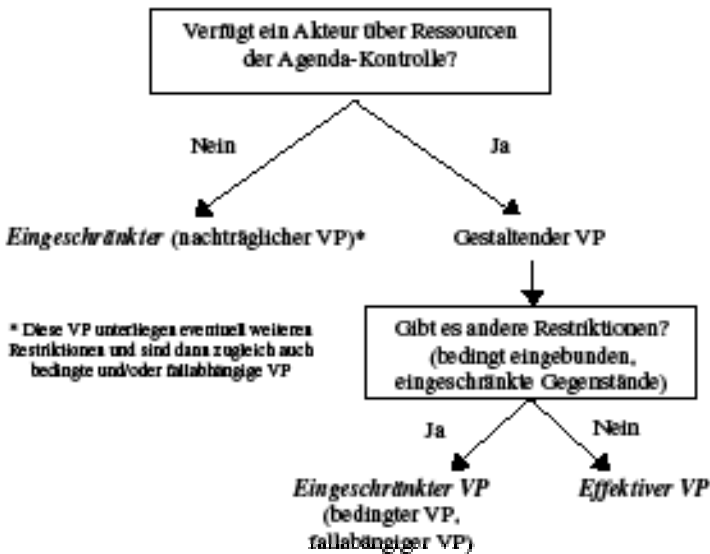 Verfügt ein Akteur über Ressourcen
der Agenda-Kontrolle?
Nein
Ja
Eingeschränkter (nachträglicher VP)*
Gestaltender VP
* Diese VP unterliegen eventuell weiteren
Restriktionen und sind dann zugleich auch
bedingte und/oder fallabhängige VP
Gibt es andere Restriktionen?
(bedingt eingebunden,
eingeschränkte Gegenstände)
Ja
Nein
Eingeschränkter VP
(bedingter VP,
fallabängiger VP)
Effektiver VP